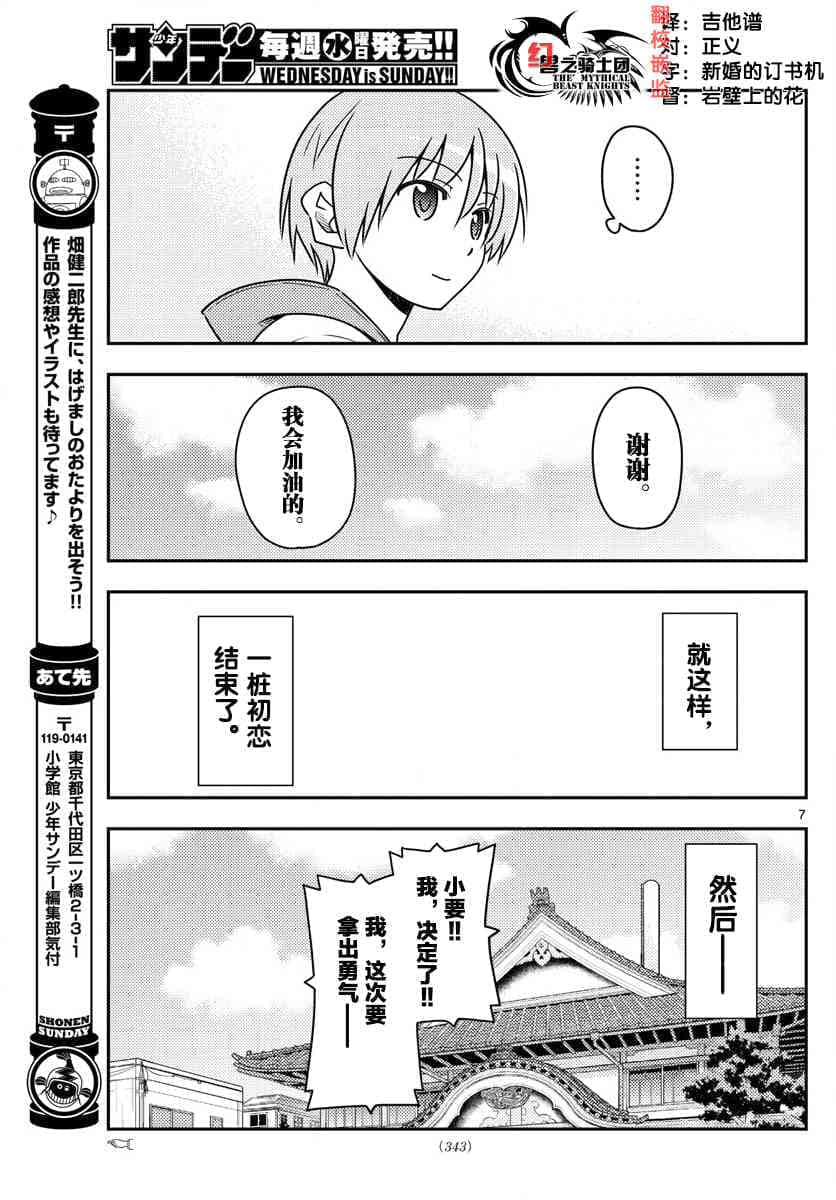 少年サンデー
毎週水曜日発売!!
WEDNESDAY is SUNDAY!!
幻兽之骑士团
THE MYTHICAL
BEAST KNIGHTS
翻译：吉他谱
校对：正义
嵌字：新婚的订书机
监督：岩壁上的花
〒
畑健二郎先生に、はげましのおたよりを出そう!!
作品の感想やイラストも待ってます♪
あて先
〒
119-0141
東京都千代田区一ツ橋2-3-1
小学館 少年サンデー編集部気付
SHONEN
SUNDAY
……
谢谢。
我会加油的。
就这样，
一桩初恋
结束了。
7
然后——
小要!!
我，决定了!!
我，这次要
拿出勇气——
(343)